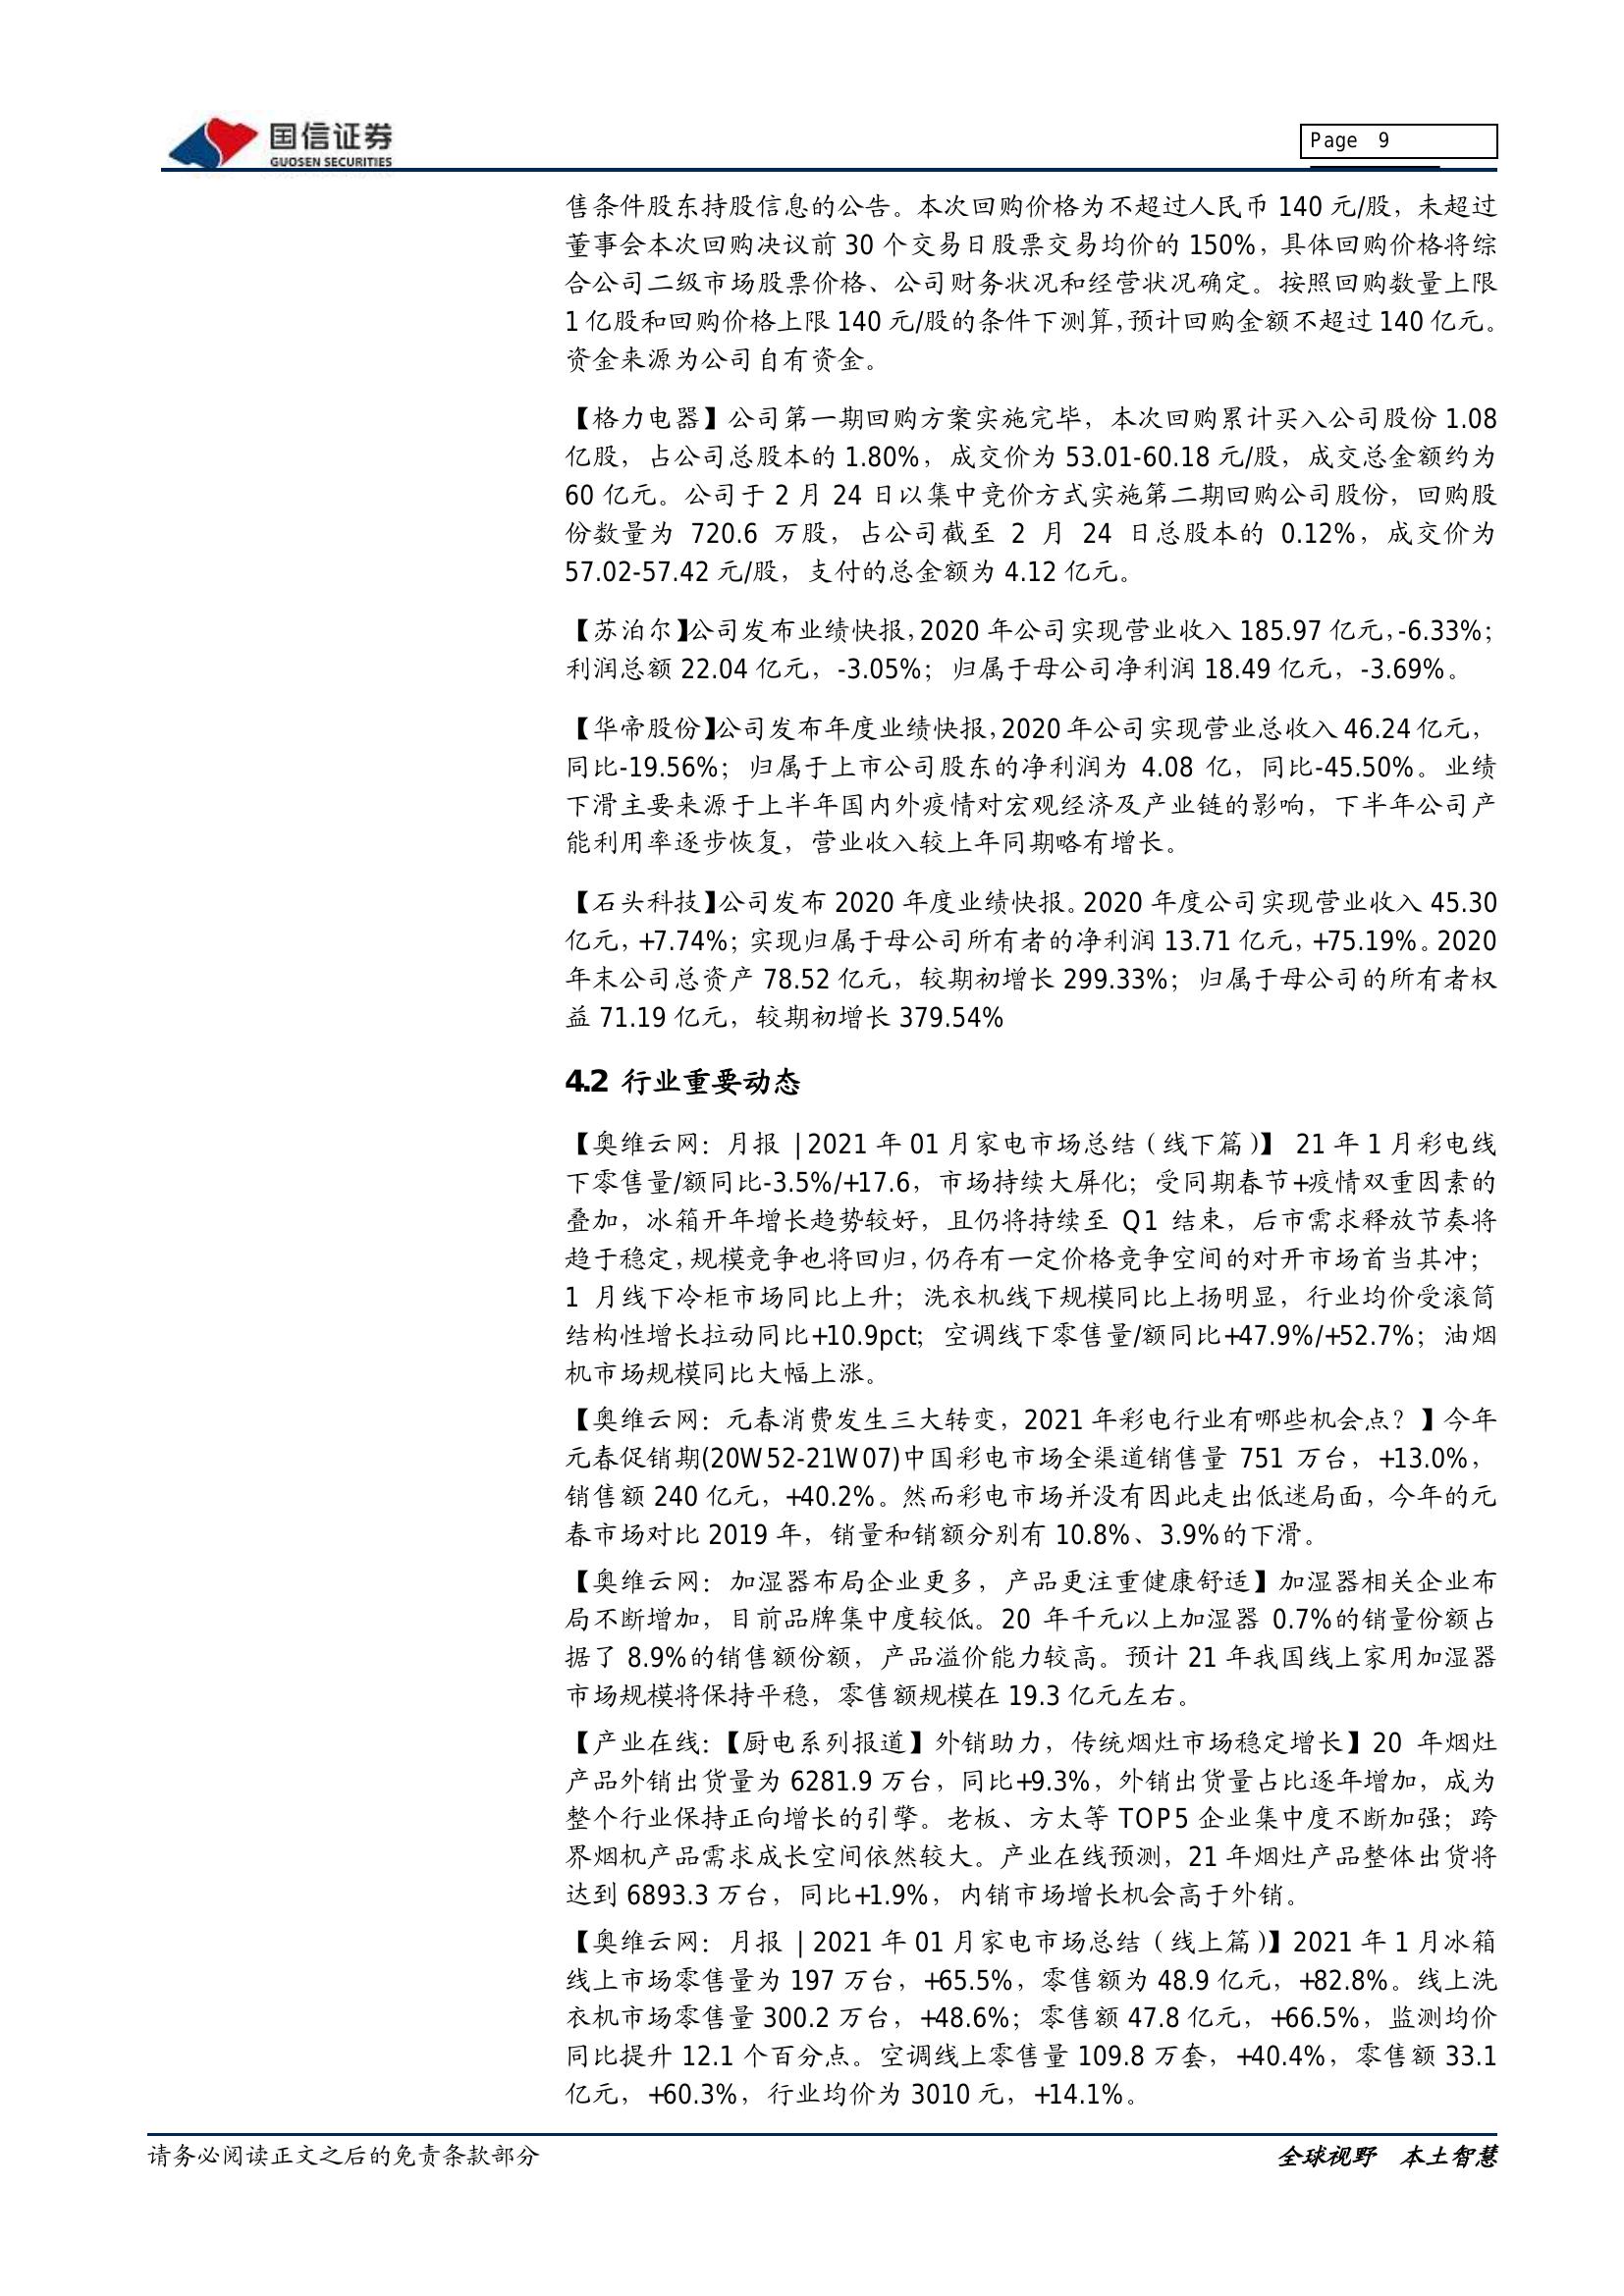 国信证券
GUOSEN SECURITIES
Page 9
售条件股东持股信息的公告。本次回购价格为不超过人民币 140 元/股，未超过
董事会本次回购决议前 30 个交易日股票交易均价的 150%，具体回购价格将综
合公司二级市场股票价格、公司财务状况和经营状况确定。按照回购数量上限
1 亿股和回购价格上限 140 元/股的条件下测算，预计回购金额不超过 140 亿元。
资金来源为公司自有资金。
【格力电器】公司第一期回购方案实施完毕，本次回购累计买入公司股份 1.08
亿股，占公司总股本的 1.80%，成交价为 53.01-60.18 元/股，成交总金额约为
60 亿元。公司于 2 月 24 日以集中竞价方式实施第二期回购公司股份，回购股
份数量为 720.6 万股，占公司截至 2 月 24 日总股本的 0.12%，成交价为
57.02-57.42 元/股，支付的总金额为 4.12 亿元。
【苏泊尔】公司发布业绩快报，2020 年公司实现营业收入 185.97 亿元，-6.33%；
利润总额 22.04 亿元，-3.05%；归属于母公司净利润 18.49 亿元，-3.69%。
【华帝股份】公司发布年度业绩快报，2020 年公司实现营业总收入 46.24 亿元，
同比-19.56%；归属于上市公司股东的净利润为 4.08 亿，同比-45.50%。业绩
下滑主要来源于上半年国内外疫情对宏观经济及产业链的影响，下半年公司产
能利用率逐步恢复，营业收入较上年同期略有增长。
【石头科技】公司发布 2020 年度业绩快报。2020 年度公司实现营业收入 45.30
亿元，+7.74%；实现归属于母公司所有者的净利润 13.71 亿元，+75.19%。2020
年末公司总资产 78.52 亿元，较期初增长 299.33%；归属于母公司的所有者权
益 71.19 亿元，较期初增长 379.54%
4.2 行业重要动态
【奥维云网：月报 | 2021 年 01 月家电市场总结（线下篇）】 21 年 1 月彩电线
下零售量/额同比-3.5%/+17.6，市场持续大屏化；受同期春节+疫情双重因素的
叠加，冰箱开年增长趋势较好，且仍将持续至 Q1 结束，后市需求释放节奏将
趋于稳定，规模竞争也将回归，仍存有一定价格竞争空间的对开市场首当其冲；
1 月线下冷柜市场同比上升；洗衣机线下规模同比上扬明显，行业均价受滚筒
结构性增长拉动同比+10.9pct；空调线下零售量/额同比+47.9%/+52.7%；油烟
机市场规模同比大幅上涨。
【奥维云网：元春消费发生三大转变，2021 年彩电行业有哪些机会点？】今年
元春促销期(20W52-21W07)中国彩电市场全渠道销售量 751 万台，+13.0%，
销售额 240 亿元，+40.2%。然而彩电市场并没有因此走出低迷局面，今年的元
春市场对比 2019 年，销量和销额分别有 10.8%、3.9%的下滑。
【奥维云网：加湿器布局企业更多，产品更注重健康舒适】加湿器相关企业布
局不断增加，目前品牌集中度较低。20 年千元以上加湿器 0.7%的销量份额占
据了 8.9%的销售额份额，产品溢价能力较高。预计 21 年我国线上家用加湿器
市场规模将保持平稳，零售额规模在 19.3 亿元左右。
【产业在线：【厨电系列报道】外销助力，传统烟灶市场稳定增长】20 年烟灶
产品外销出货量为 6281.9 万台，同比+9.3%，外销出货量占比逐年增加，成为
整个行业保持正向增长的引擎。老板、方太等 TOP5 企业集中度不断加强；跨
界烟机产品需求成长空间依然较大。产业在线预测，21 年烟灶产品整体出货将
达到 6893.3 万台，同比+1.9%，内销市场增长机会高于外销。
【奥维云网：月报 | 2021 年 01 月家电市场总结（线上篇）】2021 年 1 月冰箱
线上市场零售量为 197 万台，+65.5%，零售额为 48.9 亿元，+82.8%。线上洗
衣机市场零售量 300.2 万台，+48.6%；零售额 47.8 亿元，+66.5%，监测均价
同比提升 12.1 个百分点。空调线上零售量 109.8 万套，+40.4%，零售额 33.1
亿元，+60.3%，行业均价为 3010 元，+14.1%。
请务必阅读正文之后的免责条款部分
全球视野 本土智慧